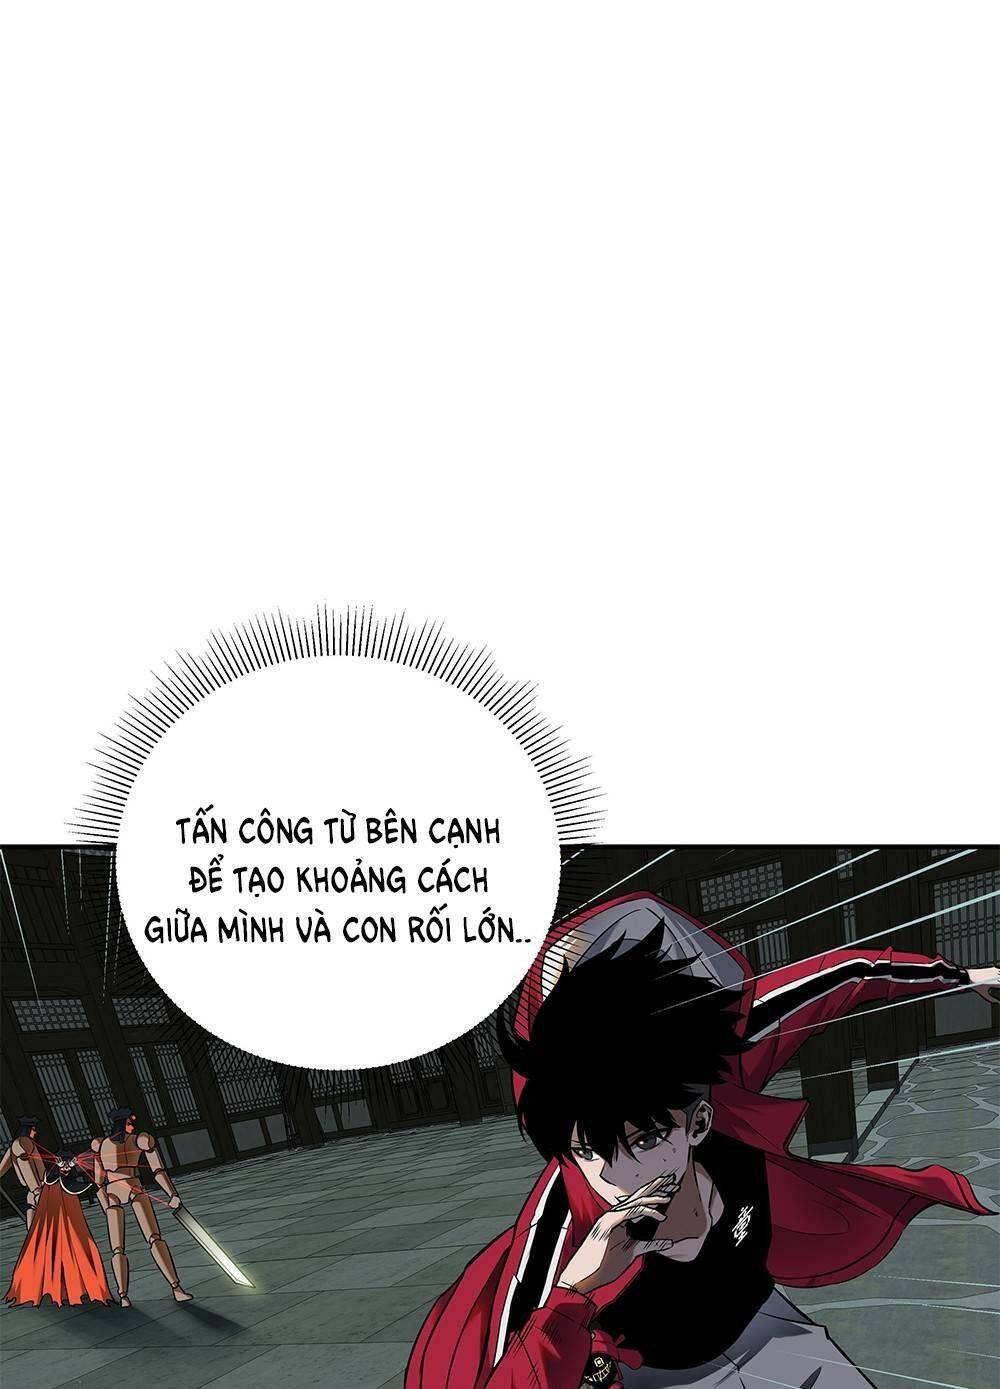 TẤN CÔNG TỪ BÊN CẠNH
ĐỂ TẠO KHOẢNG CÁCH
GIỮA MÌNH VÀ CON RỐI LỚN..